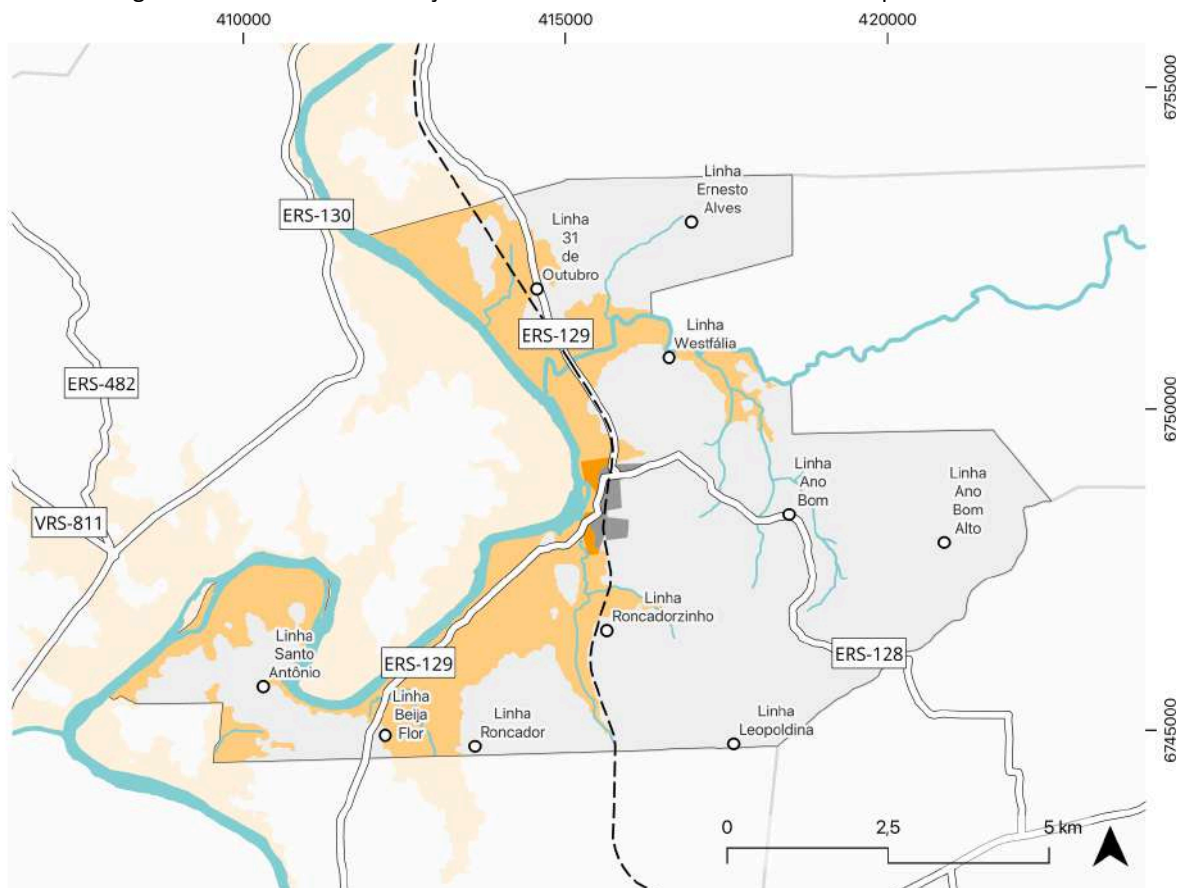 410000
415000
420000
6755000
Linha
Ernesto
Alves
ERS-130
Linha
31
de
Outubro
ERS-129
Linha
Westfália
ERS-482
6750000
Linha
Ano
Bom
Linha
Ano
Bom
Alto
VRS-811
Linha
Roncadorzinho
Linha
Santo
Antônio
ERS-129
ERS-128
Linha
Beija
Flor
Linha
Roncador
Linha
Leopoldina
6745000
0
2,5
5 km